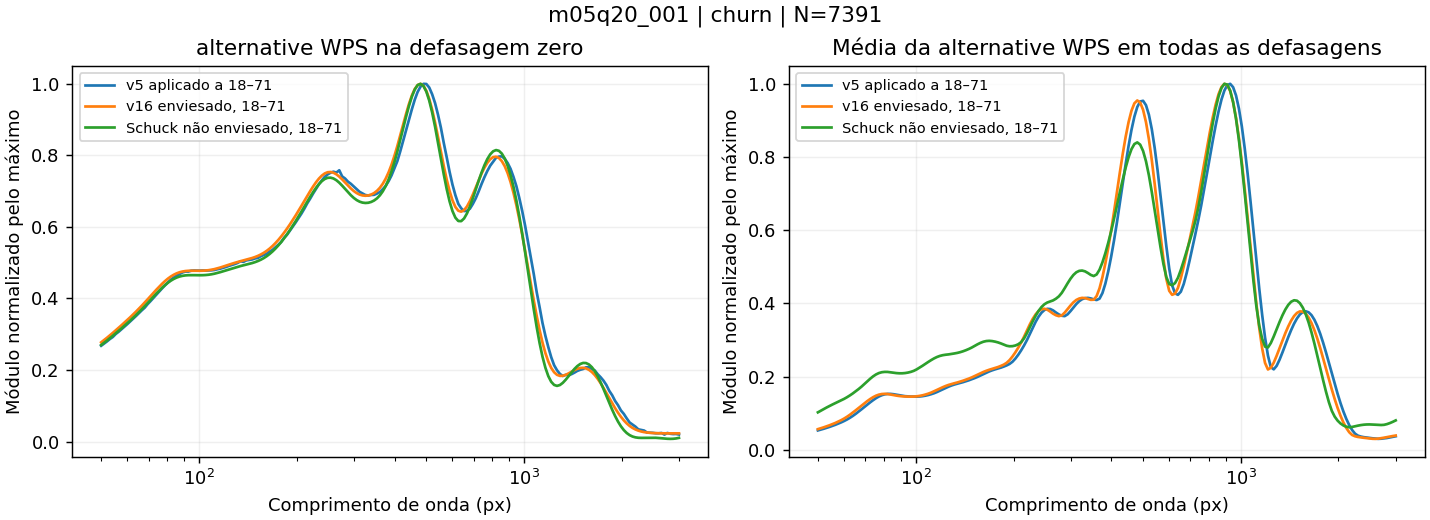 m05q20_001 | churn | N=7391
alternative WPS na defasagem zero
Módulo normalizado pelo máximo
1.0
0.8
0.6
0.4
0.2
0.0
v5 aplicado a 18–71
v16 enviesado, 18–71
Schuck não enviesado, 18–71
10²
10³
Comprimento de onda (px)
Média da alternative WPS em todas as defasagens
Módulo normalizado pelo máximo
1.0
0.8
0.6
0.4
0.2
0.0
v5 aplicado a 18–71
v16 enviesado, 18–71
Schuck não enviesado, 18–71
10²
10³
Comprimento de onda (px)